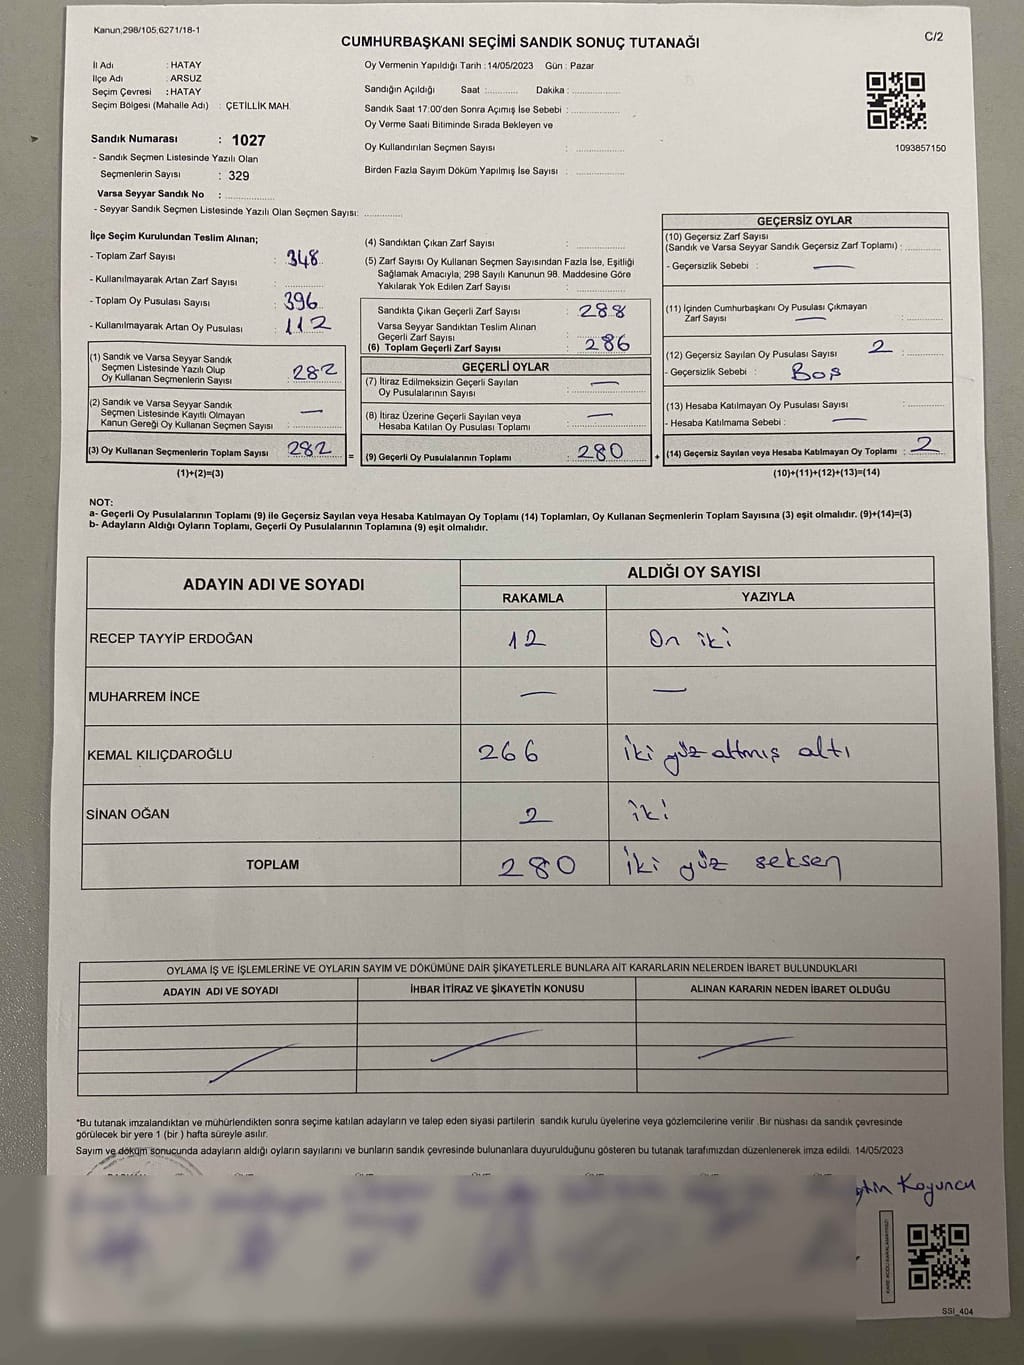 Kanun;298/105,6271/18-1
C/2
CUMHURBAŞKANI SEÇİMİ SANDIK SONUÇ TUTANAĞI
İl Adı : HATAY
İlçe Adı : ARSUZ
Seçim Çevresi : HATAY
Seçim Bölgesi (Mahalle Adı) : ÇETİLLİK MAH.
Sandık Numarası : 1027
- Sandık Seçmen Listesinde Yazılı Olan
Seçmenlerin Sayısı : 329
Varsa Seyyar Sandık No :
- Seyyar Sandık Seçmen Listesinde Yazılı Olan Seçmen Sayısı:
Oy Vermenin Yapıldığı Tarih : 14/05/2023 Gün : Pazar
Sandığın Açıldığı Saat : Dakika :
Sandık Saat 17:00'den Sonra Açımış İse Sebebi :
Oy Verme Saati Bitiminde Sırada Bekleyen ve
Oy Kullandırılan Seçmen Sayısı :
Birden Fazla Sayım Döküm Yapılmış İse Sayısı :
1093857150
İlçe Seçim Kurulundan Teslim Alınan;
- Toplam Zarf Sayısı : 348
- Kullanılmayarak Artan Zarf Sayısı :
- Toplam Oy Pusulası Sayısı : 396
- Kullanılmayarak Artan Oy Pusulası : 112
(1) Sandık ve Varsa Seyyar Sandık
Seçmen Listesinde Yazılı Olup
Oy Kullanan Seçmenlerin Sayısı : 282
(2) Sandık ve Varsa Seyyar Sandık
Seçmen Listesinde Kayıtlı Olmayan
Kanun Gereği Oy Kullanan Seçmen Sayısı : —
(3) Oy Kullanan Seçmenlerin Toplam Sayısı : 282 =
(1)+(2)=(3)
(4) Sandıktan Çıkan Zarf Sayısı :
(5) Zarf Sayısı Oy Kullanan Seçmen Sayısından Fazla İse, Eşitliği
Sağlamak Amacıyla; 298 Sayılı Kanunun 98. Maddesine Göre
Yakılarak Yok Edilen Zarf Sayısı :
Sandıkta Çıkan Geçerli Zarf Sayısı : 288
Varsa Seyyar Sandıktan Teslim Alınan
Geçerli Zarf Sayısı :
(6) Toplam Geçerli Zarf Sayısı : 286
GEÇERLİ OYLAR
(7) İtiraz Edilmeksizin Geçerli Sayılan
Oy Pusulalarının Sayısı : —
(8) İtiraz Üzerine Geçerli Sayılan veya
Hesaba Katılan Oy Pusulası Toplamı : —
(9) Geçerli Oy Pusulalarının Toplamı : 280 +
GEÇERSİZ OYLAR
(10) Geçersiz Zarf Sayısı
(Sandık ve Varsa Seyyar Sandık Geçersiz Zarf Toplamı) :
- Geçersizlik Sebebi : —
(11) İçinden Cumhurbaşkanı Oy Pusulası Çıkmayan
Zarf Sayısı — :
(12) Geçersiz Sayılan Oy Pusulası Sayısı 2 :
- Geçersizlik Sebebi : Boş
(13) Hesaba Katılmayan Oy Pusulası Sayısı :
- Hesaba Katılmama Sebebi : —
(14) Geçersiz Sayılan veya Hesaba Katılmayan Oy Toplamı : 2
(10)+(11)+(12)+(13)=(14)
NOT:
a- Geçerli Oy Pusulalarının Toplamı (9) ile Geçersiz Sayılan veya Hesaba Katılmayan Oy Toplamı (14) Toplamları, Oy Kullanan Seçmenlerin Toplam Sayısına (3) eşit olmalıdır. (9)+(14)=(3)
b- Adayların Aldığı Oyların Toplamı, Geçerli Oy Pusulalarının Toplamına (9) eşit olmalıdır.
ADAYIN ADI VE SOYADI ALDIĞI OY SAYISI
RAKAMLA YAZIYLA
RECEP TAYYİP ERDOĞAN 12 On iki
MUHARREM İNCE — —
KEMAL KILIÇDAROĞLU 266 iki yüz altmış altı
SİNAN OĞAN 2 iki
TOPLAM 280 iki yüz seksen
OYLAMA İŞ VE İŞLEMLERİNE VE OYLARIN SAYIM VE DÖKÜMÜNE DAİR ŞİKAYETLERLE BUNLARA AİT KARARLARIN NELERDEN İBARET BULUNDUKLARI
ADAYIN ADI VE SOYADI İHBAR İTİRAZ VE ŞİKAYETİN KONUSU ALINAN KARARIN NEDEN İBARET OLDUĞU
*Bu tutanak imzalandıktan ve mühürlendikten sonra seçime katılan adayların ve talep eden siyasi partilerin sandık kurulu üyelerine veya gözlemcilerine verilir .Bir nüshası da sandık çevresinde
görülecek bir yere 1 (bir ) hafta süreyle asılır.
Sayım ve döküm sonucunda adayların aldığı oyların sayılarını ve bunların sandık çevresinde bulunanlara duyurulduğunu gösteren bu tutanak tarafımızdan düzenlenerek imza edildi. 14/05/2023
Koyuncu
SSI_404